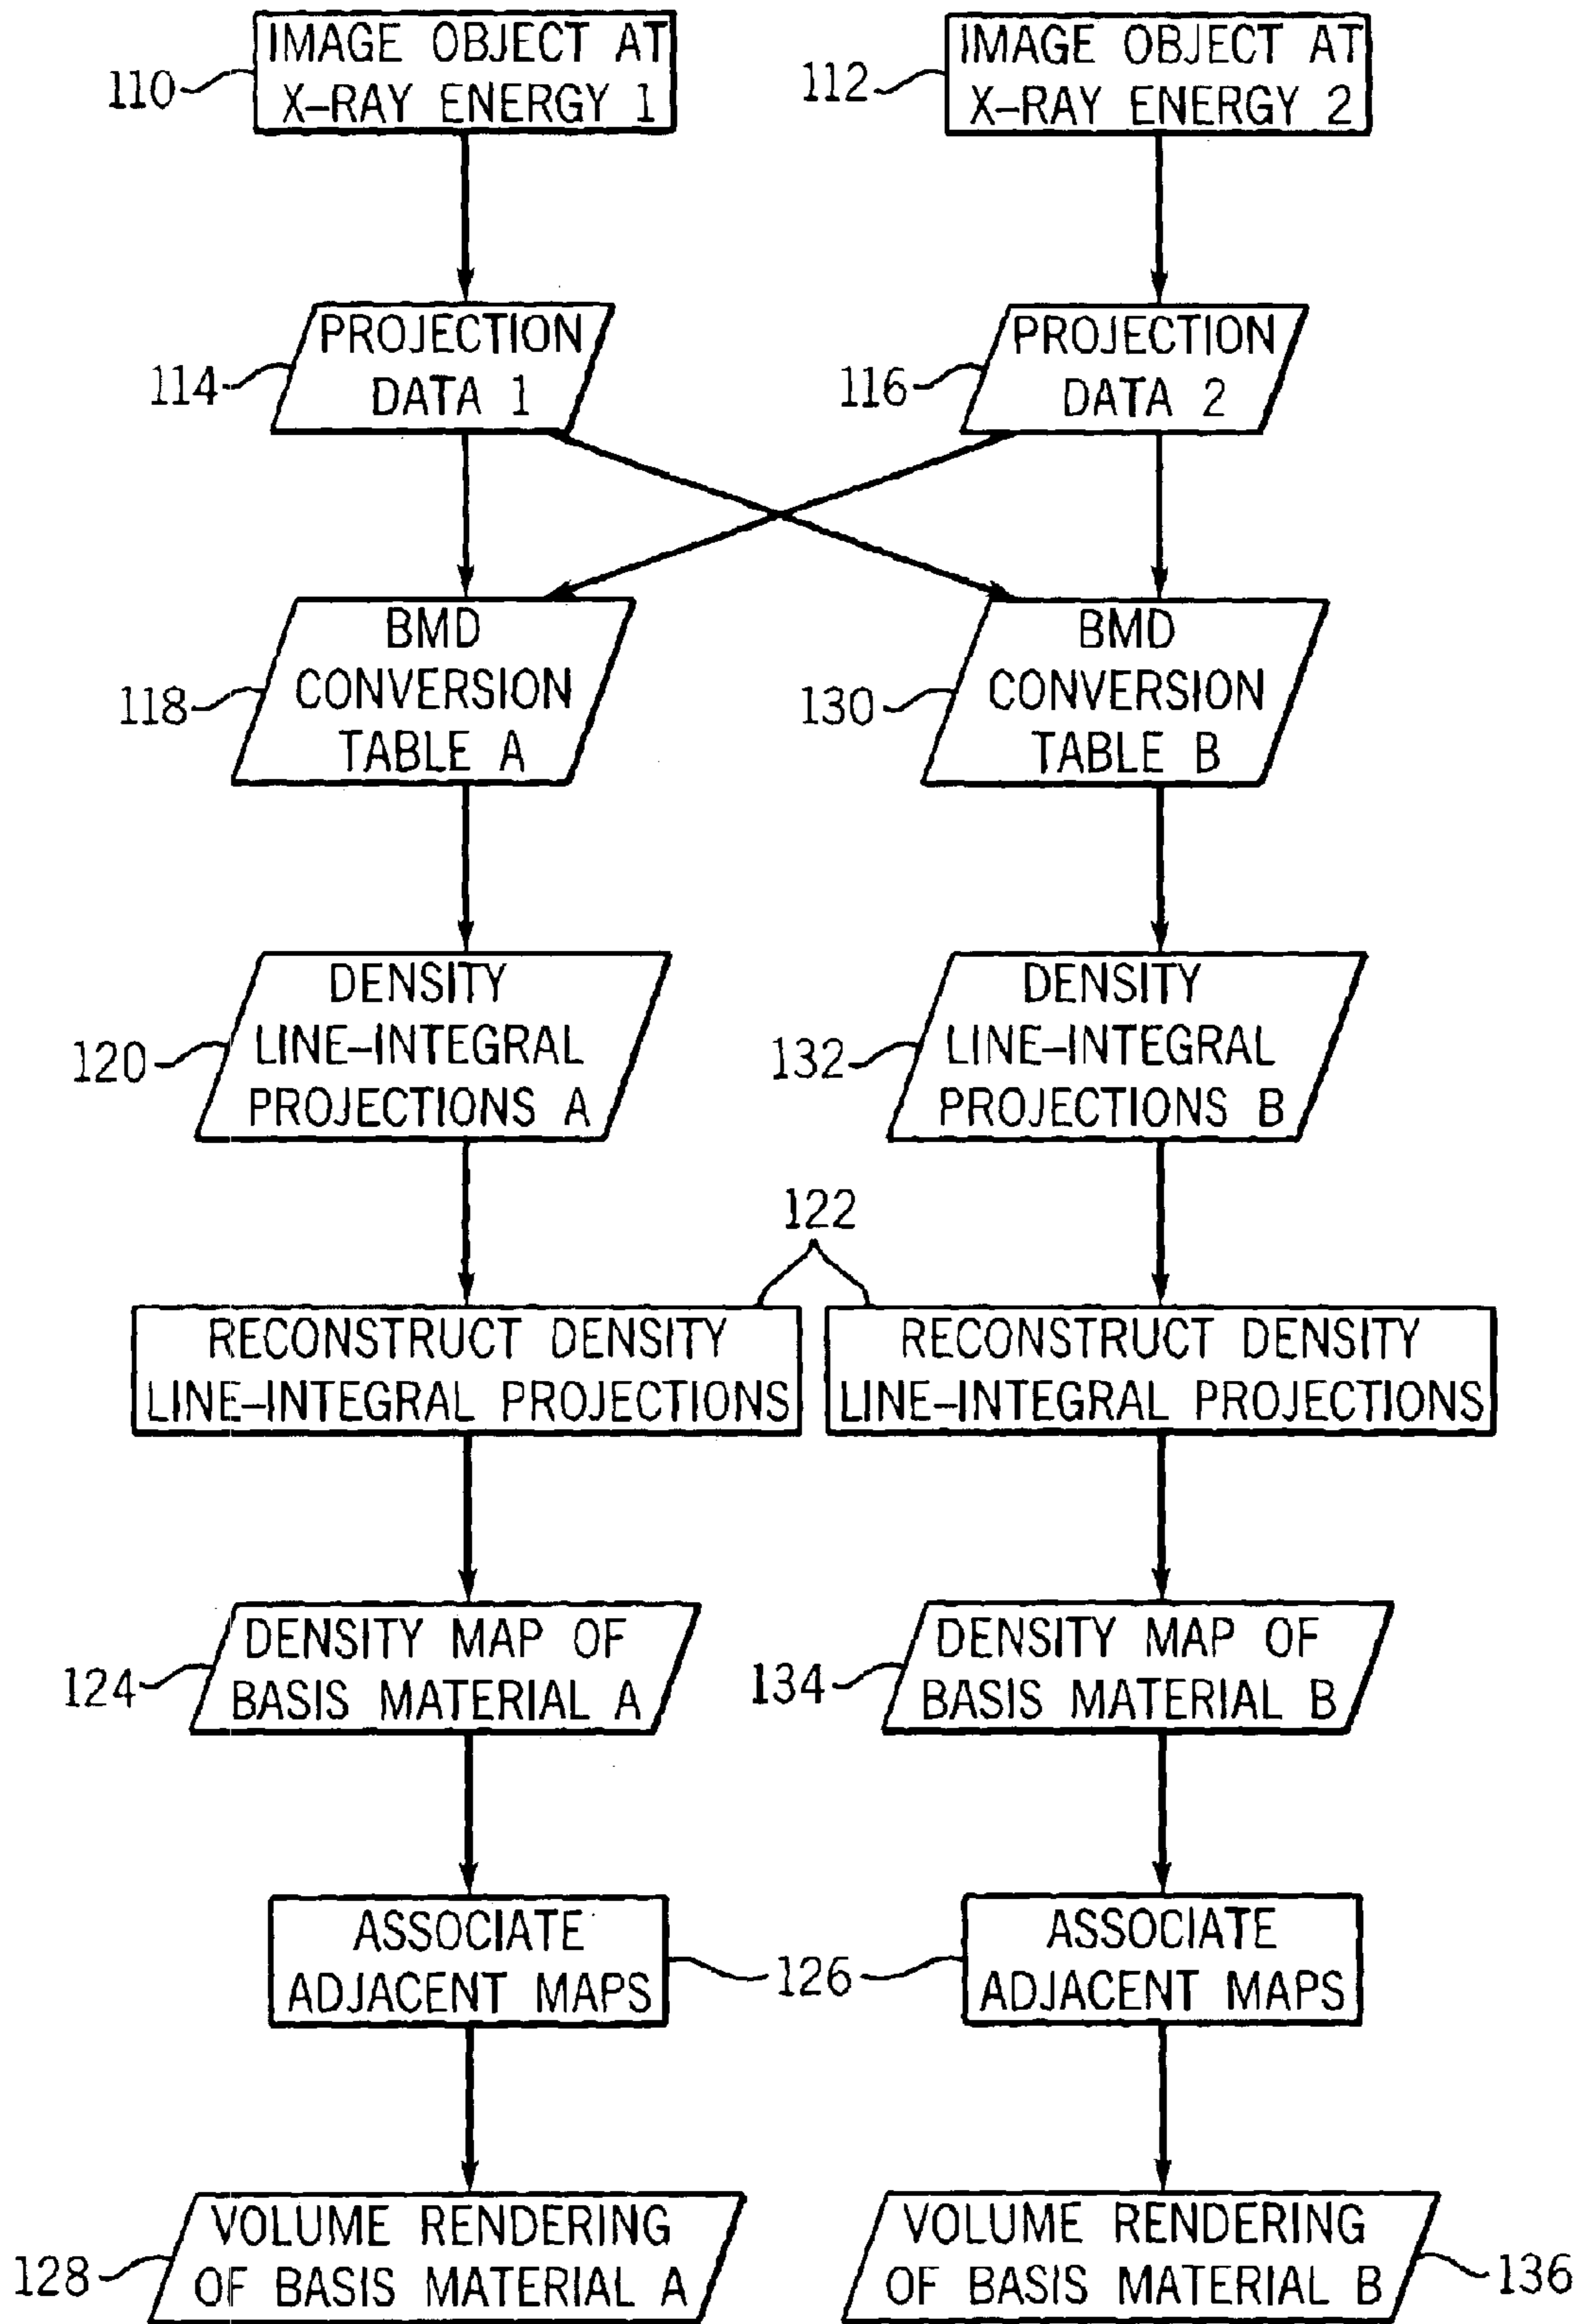 110
IMAGE OBJECT AT
X-RAY ENERGY 1
112
IMAGE OBJECT AT
X-RAY ENERGY 2
114
PROJECTION
DATA 1
116
PROJECTION
DATA 2
118
BMD
CONVERSION
TABLE A
130
BMD
CONVERSION
TABLE B
120
DENSITY
LINE-INTEGRAL
PROJECTIONS A
132
DENSITY
LINE-INTEGRAL
PROJECTIONS B
122
RECONSTRUCT DENSITY
LINE-INTEGRAL PROJECTIONS
RECONSTRUCT DENSITY
LINE-INTEGRAL PROJECTIONS
124
DENSITY MAP OF
BASIS MATERIAL A
134
DENSITY MAP OF
BASIS MATERIAL B
ASSOCIATE
ADJACENT MAPS
126
ASSOCIATE
ADJACENT MAPS
128
VOLUME RENDERING
OF BASIS MATERIAL A
VOLUME RENDERING
OF BASIS MATERIAL B
136